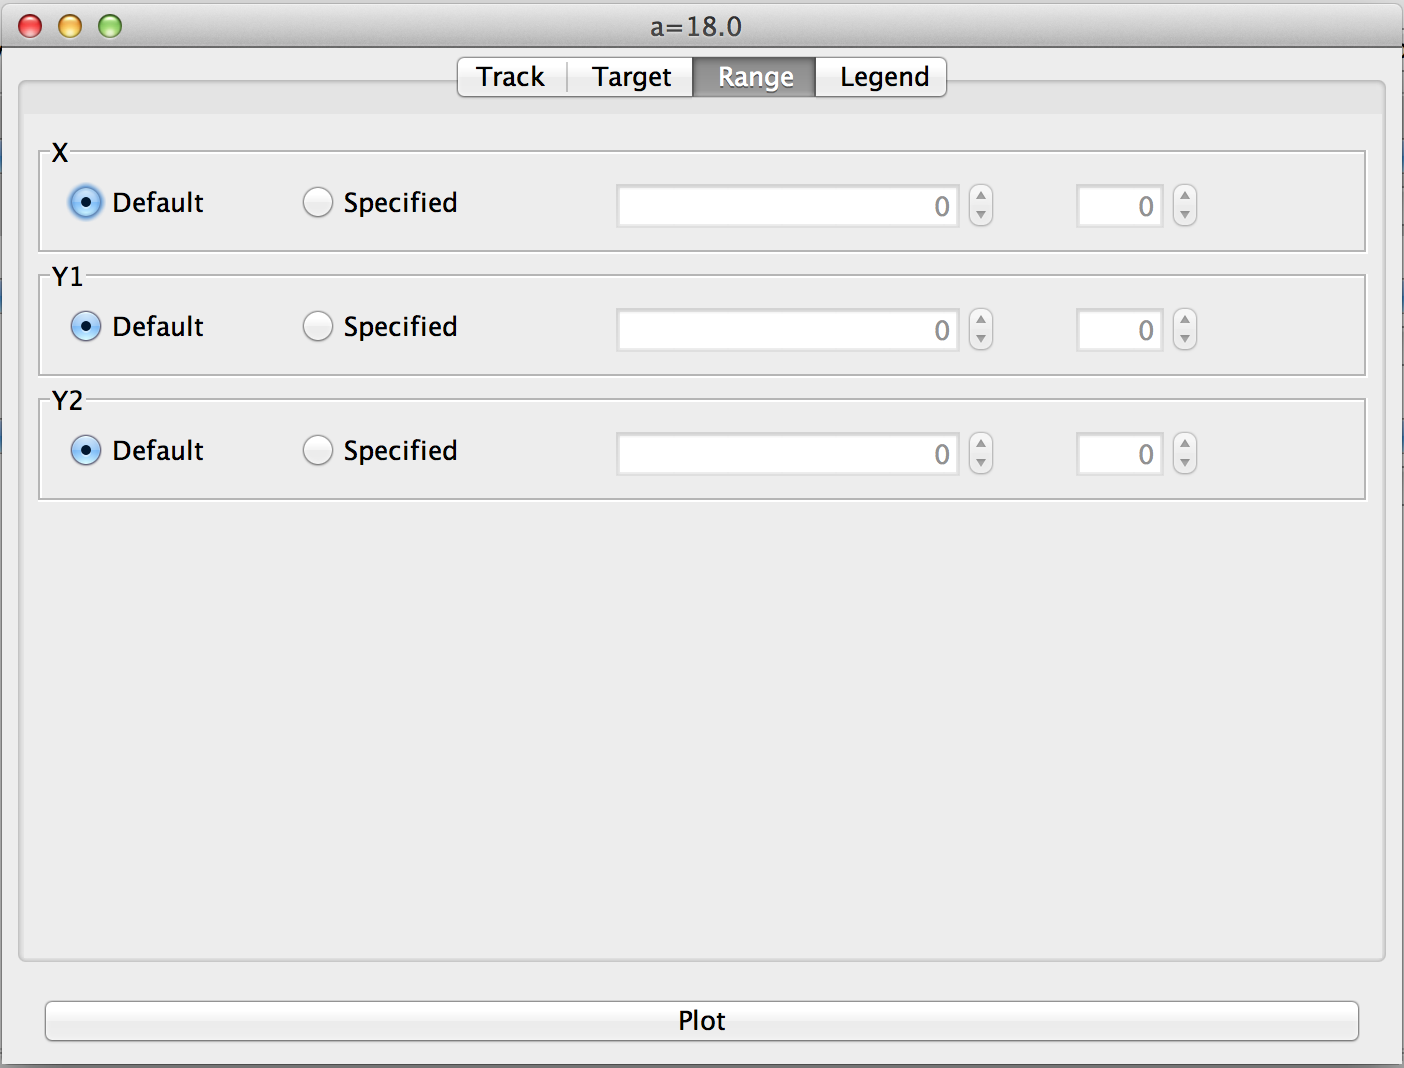 a=18.0
Track Target Range Legend
X
Default Specified 0 0
Y1
Default Specified 0 0
Y2
Default Specified 0 0
Plot